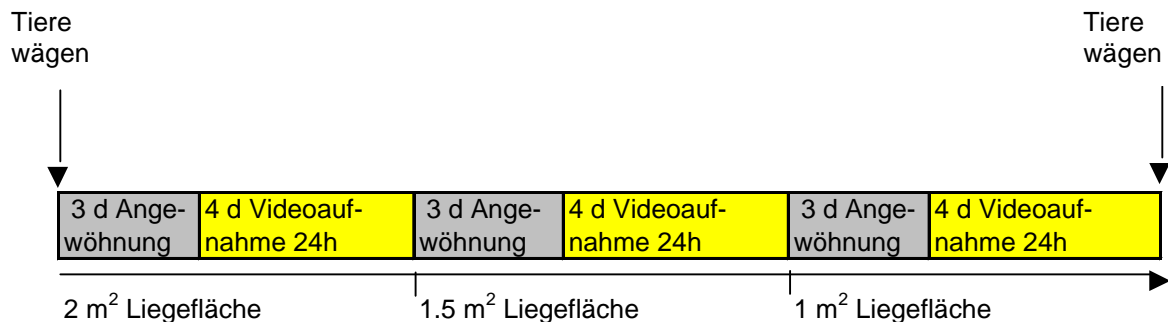 Tiere
wägen
Tiere
wägen
3 d Ange-
wöhnung
4 d Videoauf-
nahme 24h
3 d Ange-
wöhnung
4 d Videoauf-
nahme 24h
3 d Ange-
wöhnung
4 d Videoauf-
nahme 24h
2 m² Liegefläche
1.5 m² Liegefläche
1 m² Liegefläche